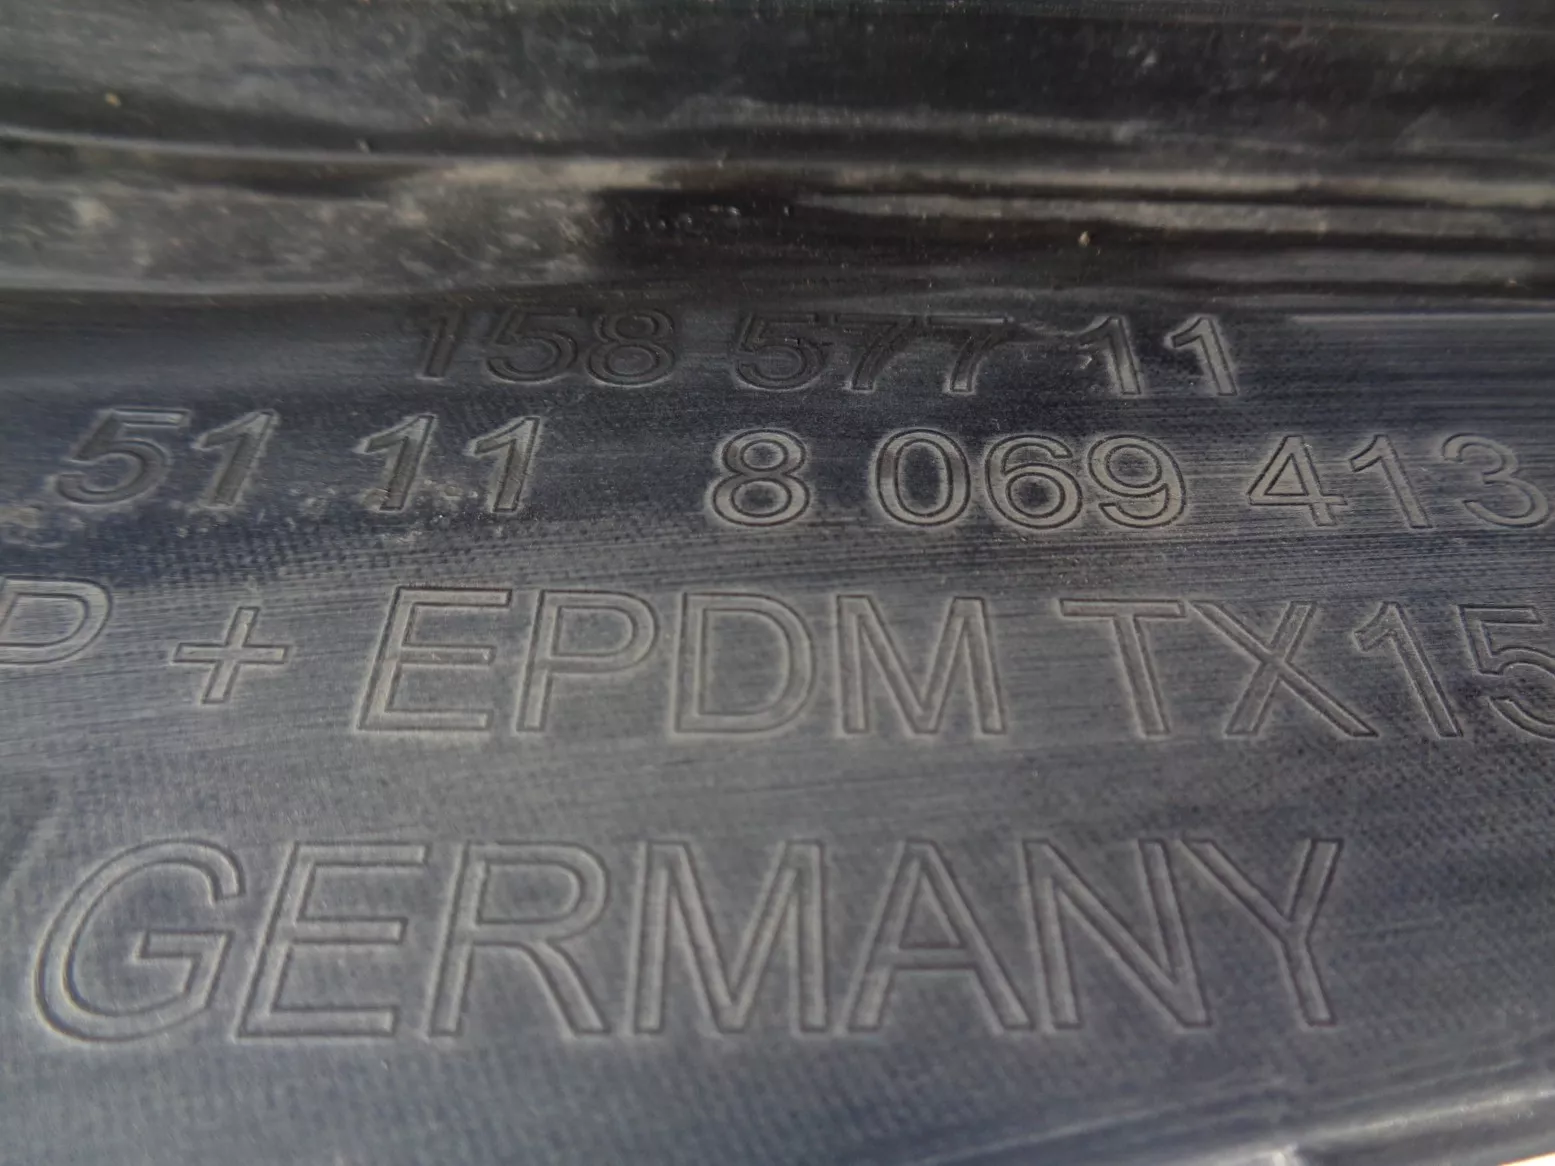 158 577 11
51 11 8 069 413
P + EPDM TX15
GERMANY